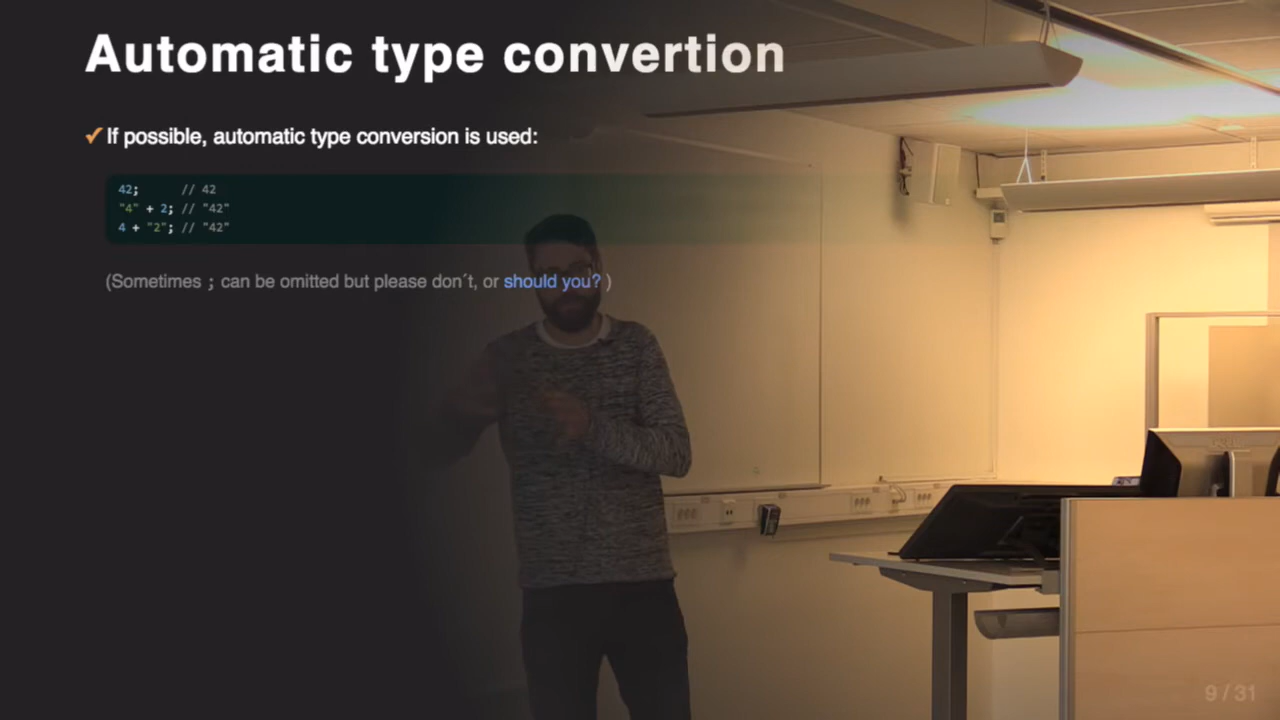 Automatic type convertion
✔ If possible, automatic type conversion is used:
42;      // 42
"4" + 2; // "42"
4 + "2"; // "42"
(Sometimes ; can be omitted but please don´t, or should you? )
9 / 31